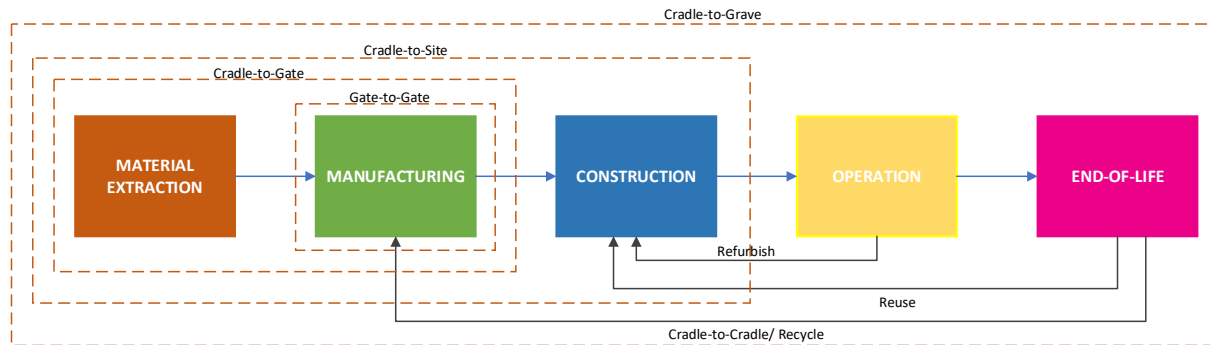 Cradle-to-Grave
Cradle-to-Site
Cradle-to-Gate
Gate-to-Gate
MATERIAL
EXTRACTION
MANUFACTURING
CONSTRUCTION
OPERATION
END-OF-LIFE
Refurbish
Reuse
Cradle-to-Cradle/ Recycle